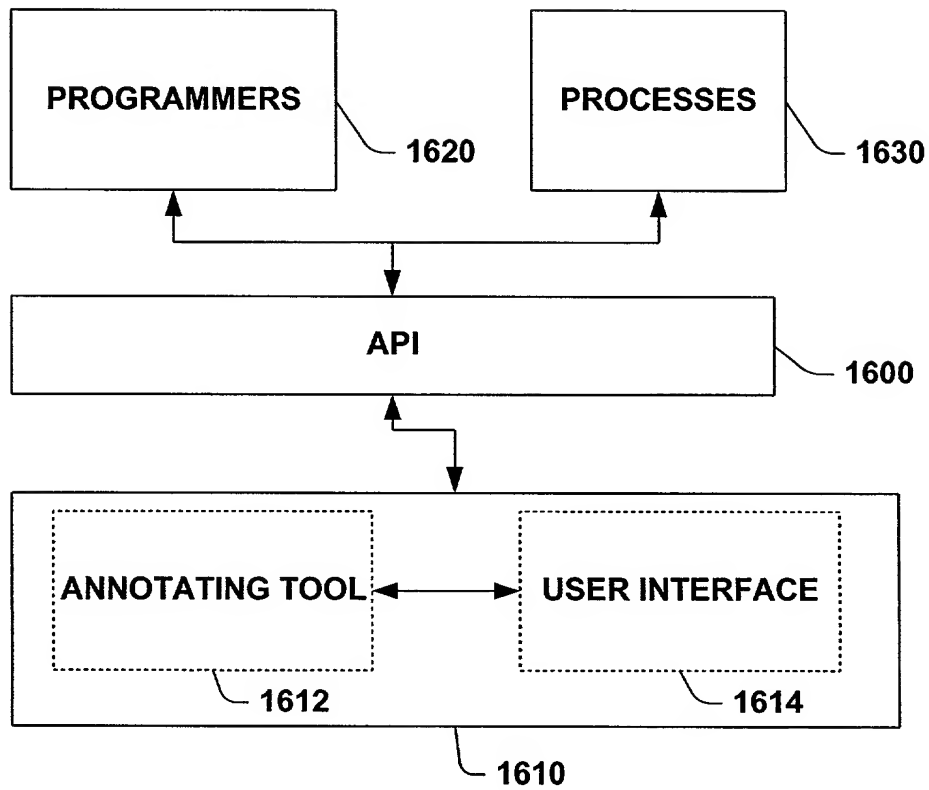 PROGRAMMERS
PROCESSES
1620
1630
API
1600
ANNOTATING TOOL
USER INTERFACE
1612
1614
1610